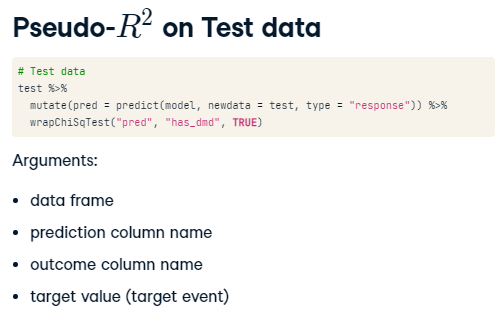 Pseudo-R² on Test data
# Test data
test %>%
  mutate(pred = predict(model, newdata = test, type = "response")) %>%
  wrapChiSqTest("pred", "has_dmd", TRUE)
Arguments:
• data frame
• prediction column name
• outcome column name
• target value (target event)